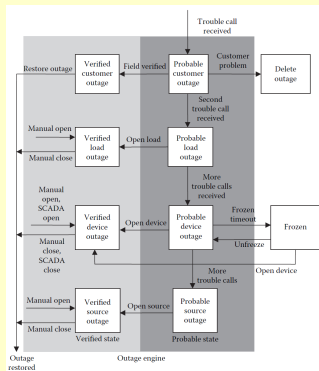 Trouble call
received
Restore outage
Verified
customer
outage
Field verified
Probable
customer
outage
Customer
problem
Delete
outage
Second
trouble call
received
Manual open
Verified
load
outage
Open load
Probable
load
outage
Manual close
More
trouble calls
received
Manual
open,
SCADA
open
Verified
device
outage
Open device
Probable
device
outage
Frozen
timeout
Frozen
Unfreeze
Manual
close,
SCADA
close
Open device
More
trouble calls
Manual open
Verified
source
outage
Open source
Probable
source
outage
Manual close
Verified state
Probable state
Outage
restored
Outage engine